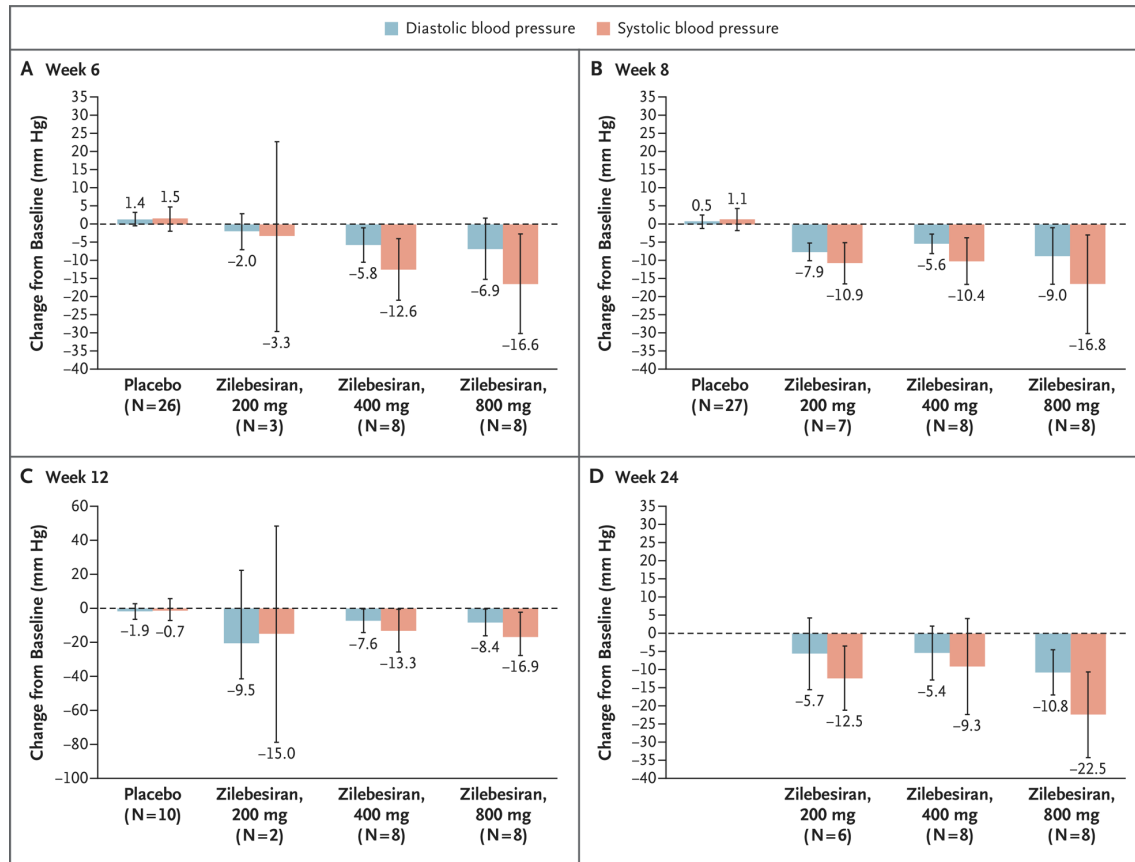 Diastolic blood pressure Systolic blood pressure
A Week 6
Change from Baseline (mm Hg)
35
30
25
20
15
10
5
0
−5
−10
−15
−20
−25
−30
−35
−40
1.4 1.5
−2.0
−3.3
−5.8
−12.6
−6.9
−16.6
Placebo
(N=26)
Zilebesiran,
200 mg
(N=3)
Zilebesiran,
400 mg
(N=8)
Zilebesiran,
800 mg
(N=8)
B Week 8
Change from Baseline (mm Hg)
35
30
25
20
15
10
5
0
−5
−10
−15
−20
−25
−30
−35
−40
0.5 1.1
−7.9
−10.9
−5.6
−10.4
−9.0
−16.8
Placebo
(N=27)
Zilebesiran,
200 mg
(N=7)
Zilebesiran,
400 mg
(N=8)
Zilebesiran,
800 mg
(N=8)
C Week 12
Change from Baseline (mm Hg)
60
40
20
0
−20
−40
−60
−80
−100
−1.9 −0.7
−9.5
−15.0
−7.6
−13.3
−8.4
−16.9
Placebo
(N=10)
Zilebesiran,
200 mg
(N=2)
Zilebesiran,
400 mg
(N=8)
Zilebesiran,
800 mg
(N=8)
D Week 24
Change from Baseline (mm Hg)
35
30
25
20
15
10
5
0
−5
−10
−15
−20
−25
−30
−35
−40
−5.7
−12.5
−5.4
−9.3
−10.8
−22.5
Zilebesiran,
200 mg
(N=6)
Zilebesiran,
400 mg
(N=8)
Zilebesiran,
800 mg
(N=8)